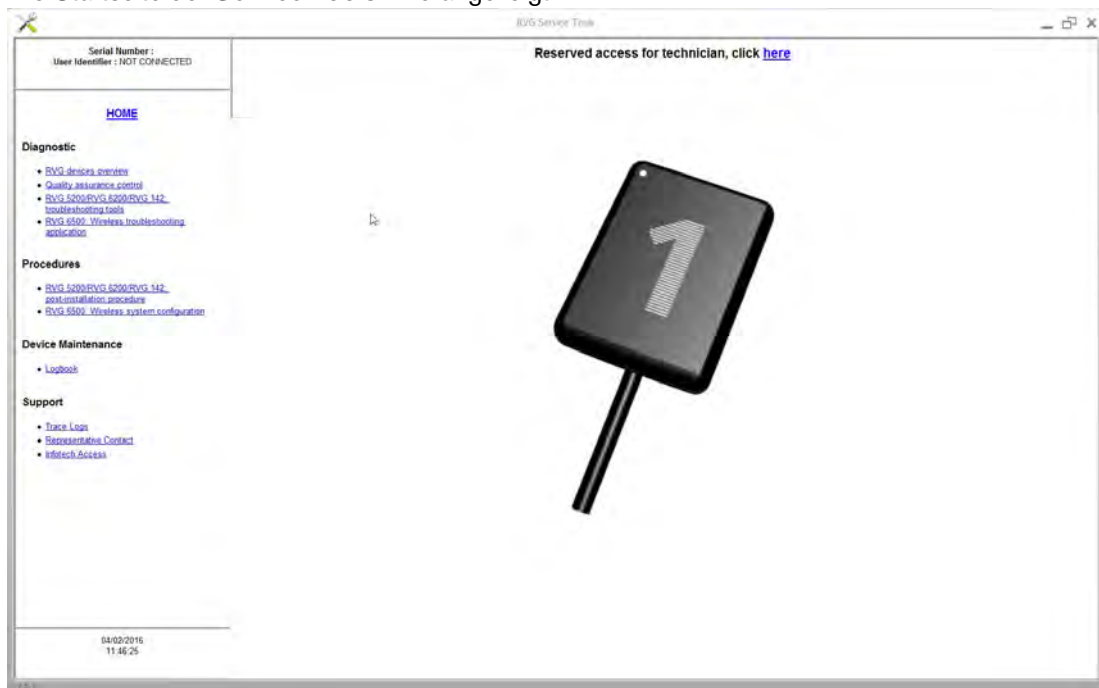 RVG Service Tools
Serial Number :
User Identifier : NOT CONNECTED
Reserved access for technician, click here
HOME
Diagnostic
RVG devices overview
Quality assurance control
RVG 5200/RVG 6200/RVG 142:
troubleshooting tools
RVG 6500: Wireless troubleshooting
application
Procedures
RVG 5200/RVG 6200/RVG 142:
post-installation procedure
RVG 6500: Wireless system configuration
Device Maintenance
Logbook
Support
Trace Logs
Representative Contact
Infotech Access
1
04/02/2016
11:46:25